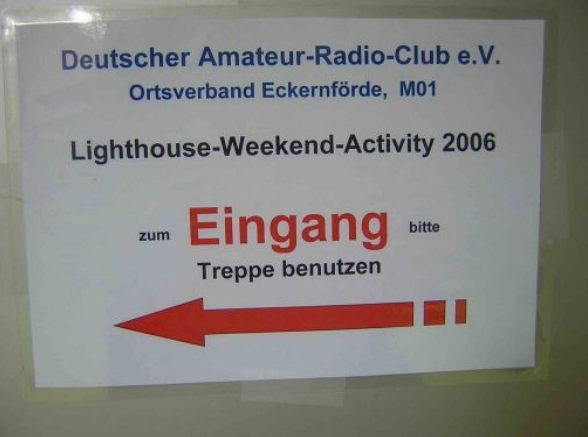 Deutscher Amateur-Radio-Club e.V.
Ortsverband Eckernförde, M01
Lighthouse-Weekend-Activity 2006
zum Eingang bitte
Treppe benutzen